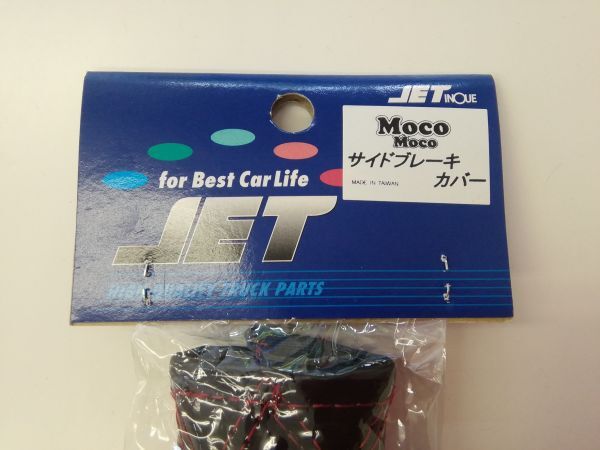 JET INOUE
Moco
Moco
サイドブレーキ
カバー
MADE IN TAIWAN
for Best Car Life
JET
HIGH QUALITY TRUCK PARTS